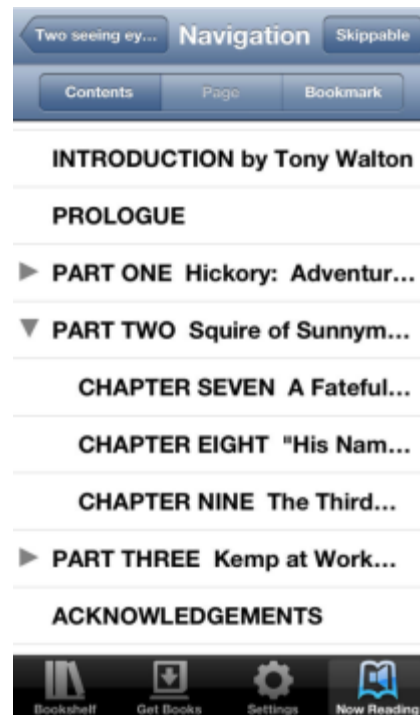 Two seeing ey... Navigation Skippable
Contents Page Bookmark
INTRODUCTION by Tony Walton
PROLOGUE
PART ONE Hickory: Adventur...
PART TWO Squire of Sunnym...
CHAPTER SEVEN A Fateful...
CHAPTER EIGHT "His Nam...
CHAPTER NINE The Third...
PART THREE Kemp at Work...
ACKNOWLEDGEMENTS
Bookshelf Get Books Settings Now Reading